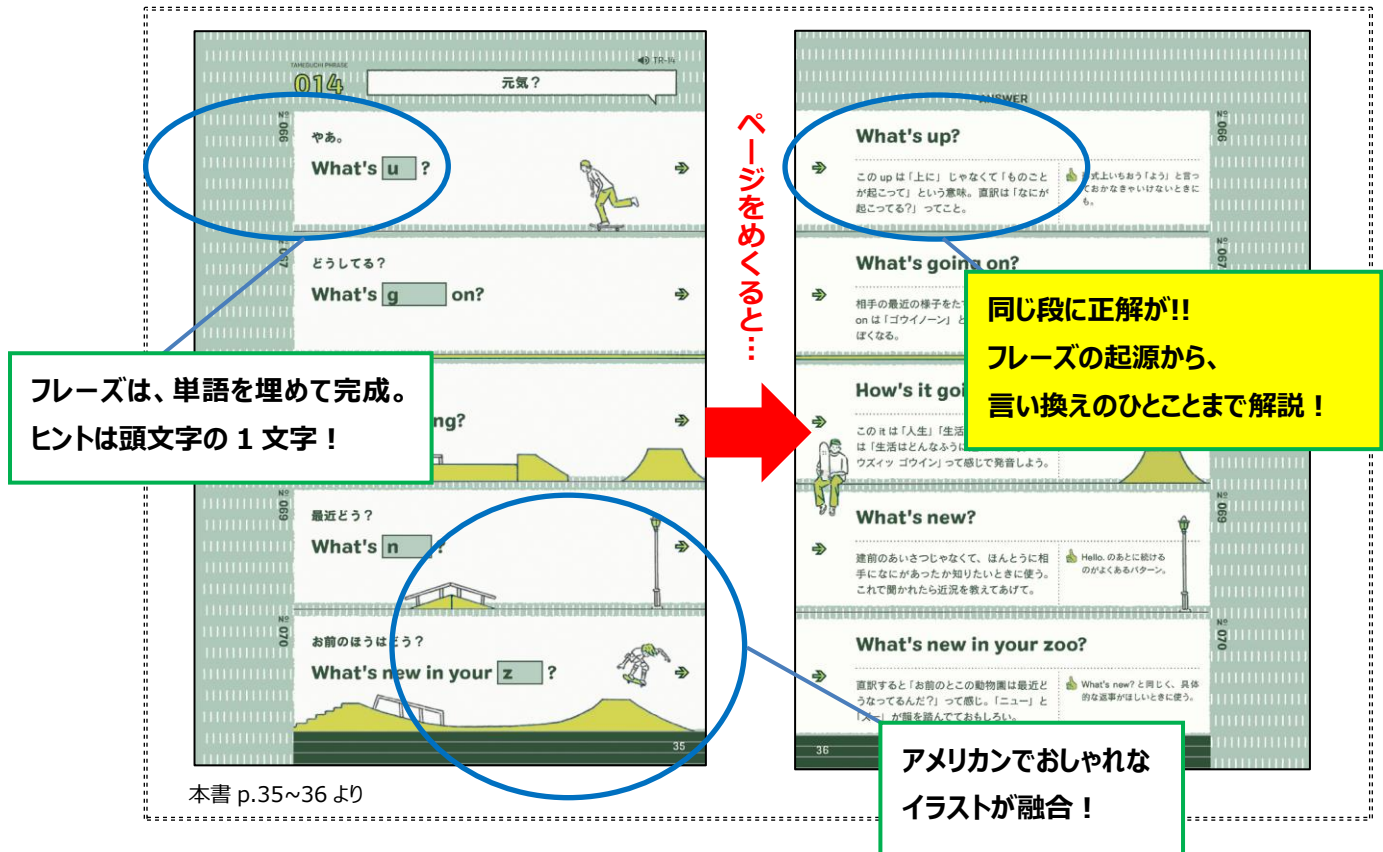 TAMEGUCHI PHRASE
014
元気?
TR-14
Nº 066
やあ。
What's u ?
Nº 067
どうしてる?
What's g on?
ng?
Nº 069
最近どう?
What's n ?
Nº 070
お前のほうはどう?
What's new in your z ?
35
本書 p.35~36 より
フレーズは、単語を埋めて完成。
ヒントは頭文字の 1 文字!
ページをめくると…
ANSWER
Nº 066
What's up?
この up は「上に」じゃなくて「ものごと
が起こって」という意味。直訳は「なにが
起こってる?」ってこと。
式上いちおう「よう」と言っ
ておかなきゃいけないときに
も。
Nº 067
What's going on?
相手の最近の様子をた
on は「ゴウイノーン」と
ぽくなる。
同じ段に正解が!!
フレーズの起源から、
言い換えのひとことまで解説!
How's it goi
この it は「人生」「生活
は「生活はどんなふうに
ウズィッ ゴウイン」って感じで発音しよう。
Nº 069
What's new?
建前のあいさつじゃなくて、ほんとうに相
手になにがあったか知りたいときに使う。
これで聞かれたら近況を教えてあげて。
Hello. のあとに続ける
のがよくあるパターン。
Nº 070
What's new in your zoo?
直訳すると「お前のとこの動物園は最近ど
うなってるんだ?」って感じ。「ニュー」と
「ズー」が韻を踏んでておもしろい。
What's new? と同じく、具体
的な返事がほしいときに使う。
36
アメリカンでおしゃれな
イラストが融合!